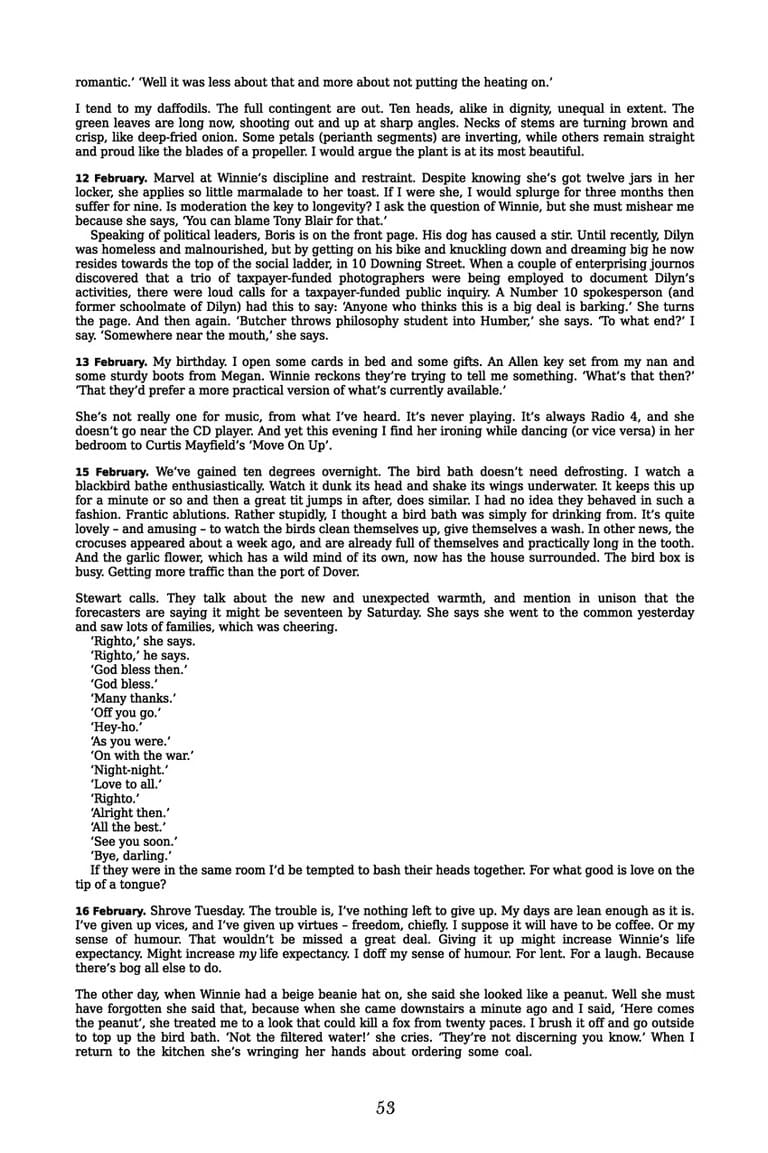 romantic.’ ‘Well it was less about that and more about not putting the heating on.’
I tend to my daffodils. The full contingent are out. Ten heads, alike in dignity, unequal in extent. The
green leaves are long now, shooting out and up at sharp angles. Necks of stems are turning brown and
crisp, like deep-fried onion. Some petals (perianth segments) are inverting, while others remain straight
and proud like the blades of a propeller. I would argue the plant is at its most beautiful.
12 February. Marvel at Winnie’s discipline and restraint. Despite knowing she’s got twelve jars in her
locker, she applies so little marmalade to her toast. If I were she, I would splurge for three months then
suffer for nine. Is moderation the key to longevity? I ask the question of Winnie, but she must mishear me
because she says, ‘You can blame Tony Blair for that.’
Speaking of political leaders, Boris is on the front page. His dog has caused a stir. Until recently, Dilyn
was homeless and malnourished, but by getting on his bike and knuckling down and dreaming big he now
resides towards the top of the social ladder, in 10 Downing Street. When a couple of enterprising journos
discovered that a trio of taxpayer-funded photographers were being employed to document Dilyn’s
activities, there were loud calls for a taxpayer-funded public inquiry. A Number 10 spokesperson (and
former schoolmate of Dilyn) had this to say: ‘Anyone who thinks this is a big deal is barking.’ She turns
the page. And then again. ‘Butcher throws philosophy student into Humber,’ she says. ‘To what end?’ I
say. ‘Somewhere near the mouth,’ she says.
13 February. My birthday. I open some cards in bed and some gifts. An Allen key set from my nan and
some sturdy boots from Megan. Winnie reckons they’re trying to tell me something. ‘What’s that then?’
‘That they’d prefer a more practical version of what’s currently available.’
She’s not really one for music, from what I’ve heard. It’s never playing. It’s always Radio 4, and she
doesn’t go near the CD player. And yet this evening I find her ironing while dancing (or vice versa) in her
bedroom to Curtis Mayfield’s ‘Move On Up’.
15 February. We’ve gained ten degrees overnight. The bird bath doesn’t need defrosting. I watch a
blackbird bathe enthusiastically. Watch it dunk its head and shake its wings underwater. It keeps this up
for a minute or so and then a great tit jumps in after, does similar. I had no idea they behaved in such a
fashion. Frantic ablutions. Rather stupidly, I thought a bird bath was simply for drinking from. It’s quite
lovely – and amusing – to watch the birds clean themselves up, give themselves a wash. In other news, the
crocuses appeared about a week ago, and are already full of themselves and practically long in the tooth.
And the garlic flower, which has a wild mind of its own, now has the house surrounded. The bird box is
busy. Getting more traffic than the port of Dover.
Stewart calls. They talk about the new and unexpected warmth, and mention in unison that the
forecasters are saying it might be seventeen by Saturday. She says she went to the common yesterday
and saw lots of families, which was cheering.
‘Righto,’ she says.
‘Righto,’ he says.
‘God bless then.’
‘God bless.’
‘Many thanks.’
‘Off you go.’
‘Hey-ho.’
‘As you were.’
‘On with the war.’
‘Night-night.’
‘Love to all.’
‘Righto.’
‘Alright then.’
‘All the best.’
‘See you soon.’
‘Bye, darling.’
If they were in the same room I’d be tempted to bash their heads together. For what good is love on the
tip of a tongue?
16 February. Shrove Tuesday. The trouble is, I’ve nothing left to give up. My days are lean enough as it is.
I’ve given up vices, and I’ve given up virtues – freedom, chiefly. I suppose it will have to be coffee. Or my
sense of humour. That wouldn’t be missed a great deal. Giving it up might increase Winnie’s life
expectancy. Might increase my life expectancy. I doff my sense of humour. For lent. For a laugh. Because
there’s bog all else to do.
The other day, when Winnie had a beige beanie hat on, she said she looked like a peanut. Well she must
have forgotten she said that, because when she came downstairs a minute ago and I said, ‘Here comes
the peanut’, she treated me to a look that could kill a fox from twenty paces. I brush it off and go outside
to top up the bird bath. ‘Not the filtered water!’ she cries. ‘They’re not discerning you know.’ When I
return to the kitchen she’s wringing her hands about ordering some coal.
53